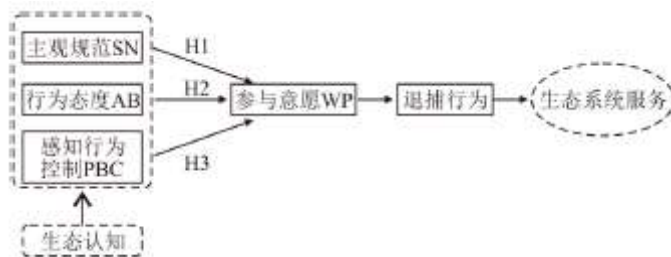 主观规范SN
H1
行为态度AB
H2
参与意愿WP
退捕行为
生态系统服务
感知行为
控制PBC
H3
生态认知